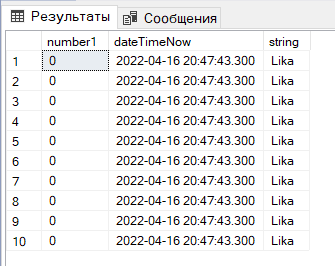 Результаты Сообщения
number1 dateTimeNow string
1 0 2022-04-16 20:47:43.300 Lika
2 0 2022-04-16 20:47:43.300 Lika
3 0 2022-04-16 20:47:43.300 Lika
4 0 2022-04-16 20:47:43.300 Lika
5 0 2022-04-16 20:47:43.300 Lika
6 0 2022-04-16 20:47:43.300 Lika
7 0 2022-04-16 20:47:43.300 Lika
8 0 2022-04-16 20:47:43.300 Lika
9 0 2022-04-16 20:47:43.300 Lika
10 0 2022-04-16 20:47:43.300 Lika